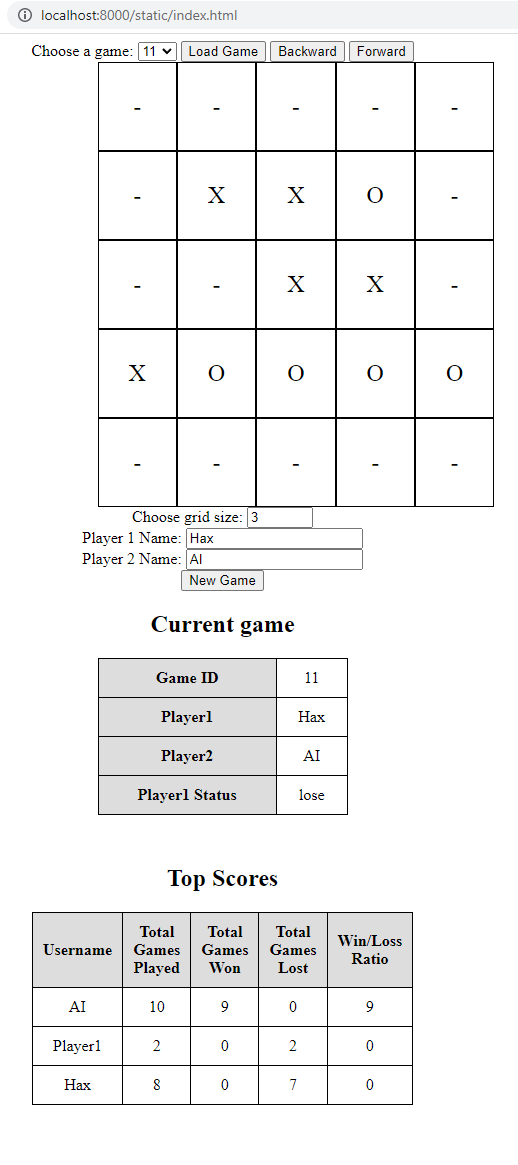 localhost:8000/static/index.html
Choose a game: 11 Load Game Backward Forward
- - - - -
- X X O -
- - X X -
X O O O O
- - - - -
Choose grid size: 3
Player 1 Name: Hax
Player 2 Name: AI
New Game
Current game
Game ID 11
Player1 Hax
Player2 AI
Player1 Status lose
Top Scores
Username Total Games Played Total Games Won Total Games Lost Win/Loss Ratio
AI 10 9 0 9
Player1 2 0 2 0
Hax 8 0 7 0